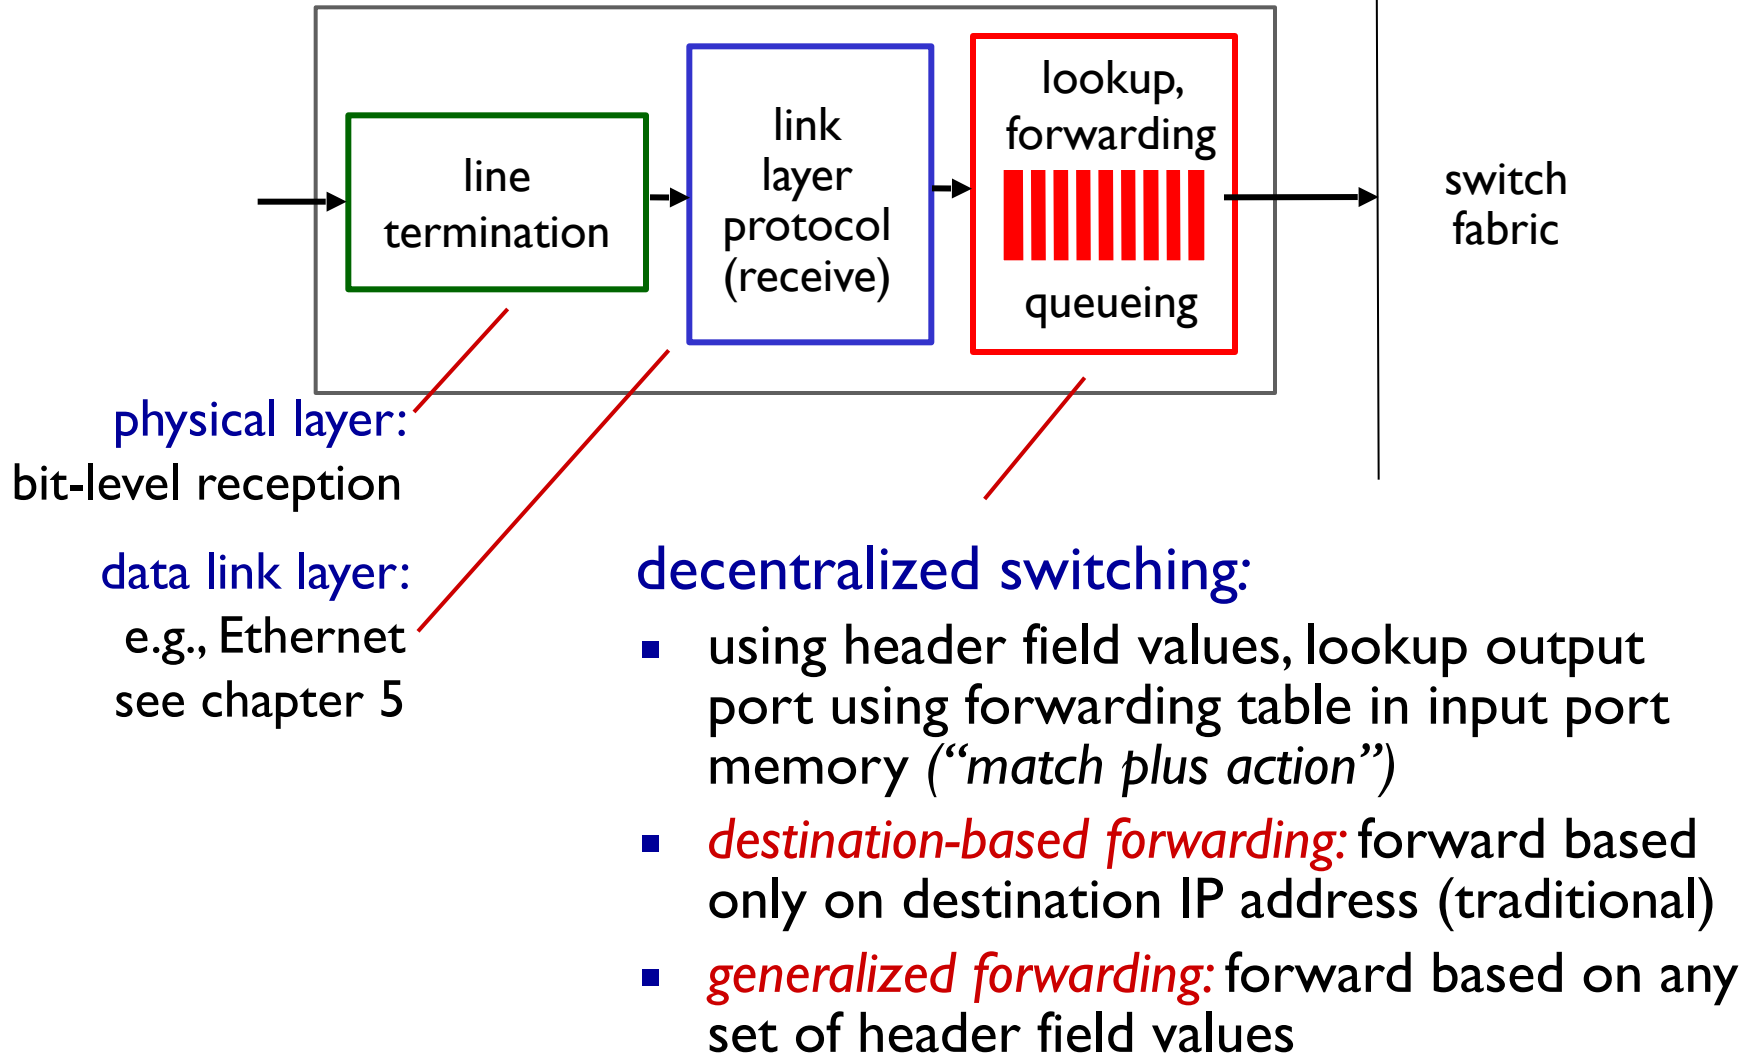 line
termination
link
layer
protocol
(receive)
lookup,
forwarding
queueing
switch
fabric
physical layer:
bit-level reception
data link layer:
e.g., Ethernet
see chapter 5
decentralized switching:
▪ using header field values, lookup output
port using forwarding table in input port
memory (“match plus action”)
▪ destination-based forwarding: forward based
only on destination IP address (traditional)
▪ generalized forwarding: forward based on any
set of header field values